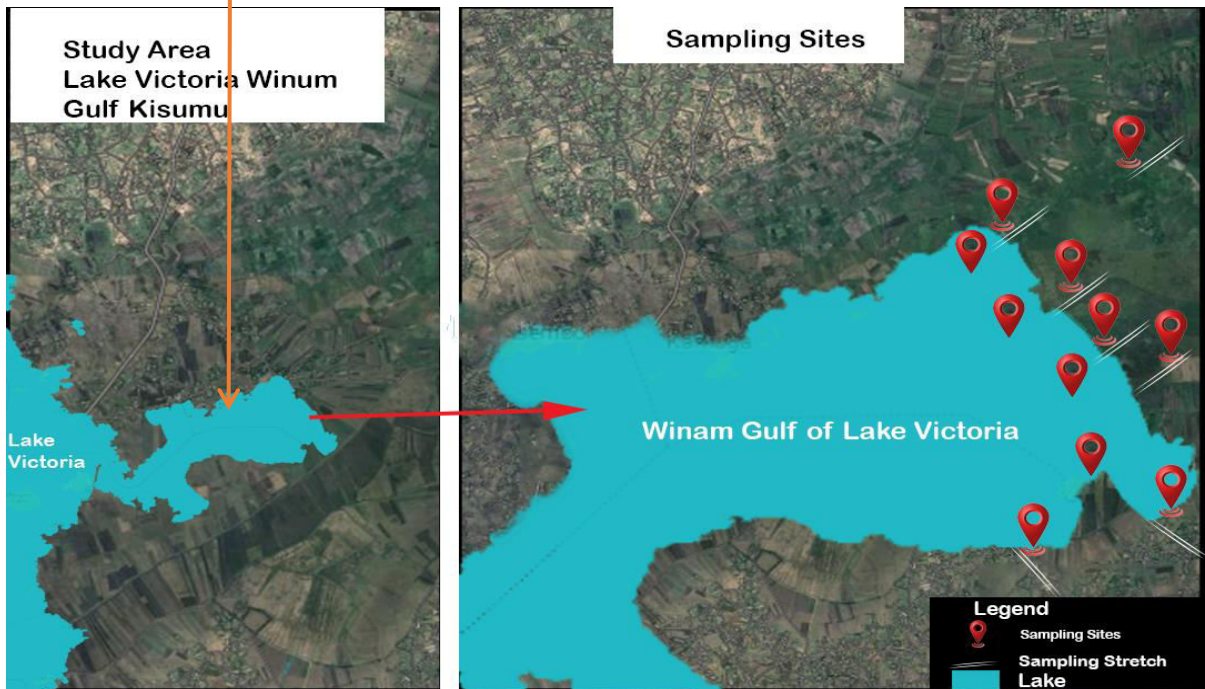 Study Area
Lake Victoria Winum
Gulf Kisumu
Lake
Victoria
Sampling Sites
Winam Gulf of Lake Victoria
Legend
Sampling Sites
Sampling Stretch
Lake